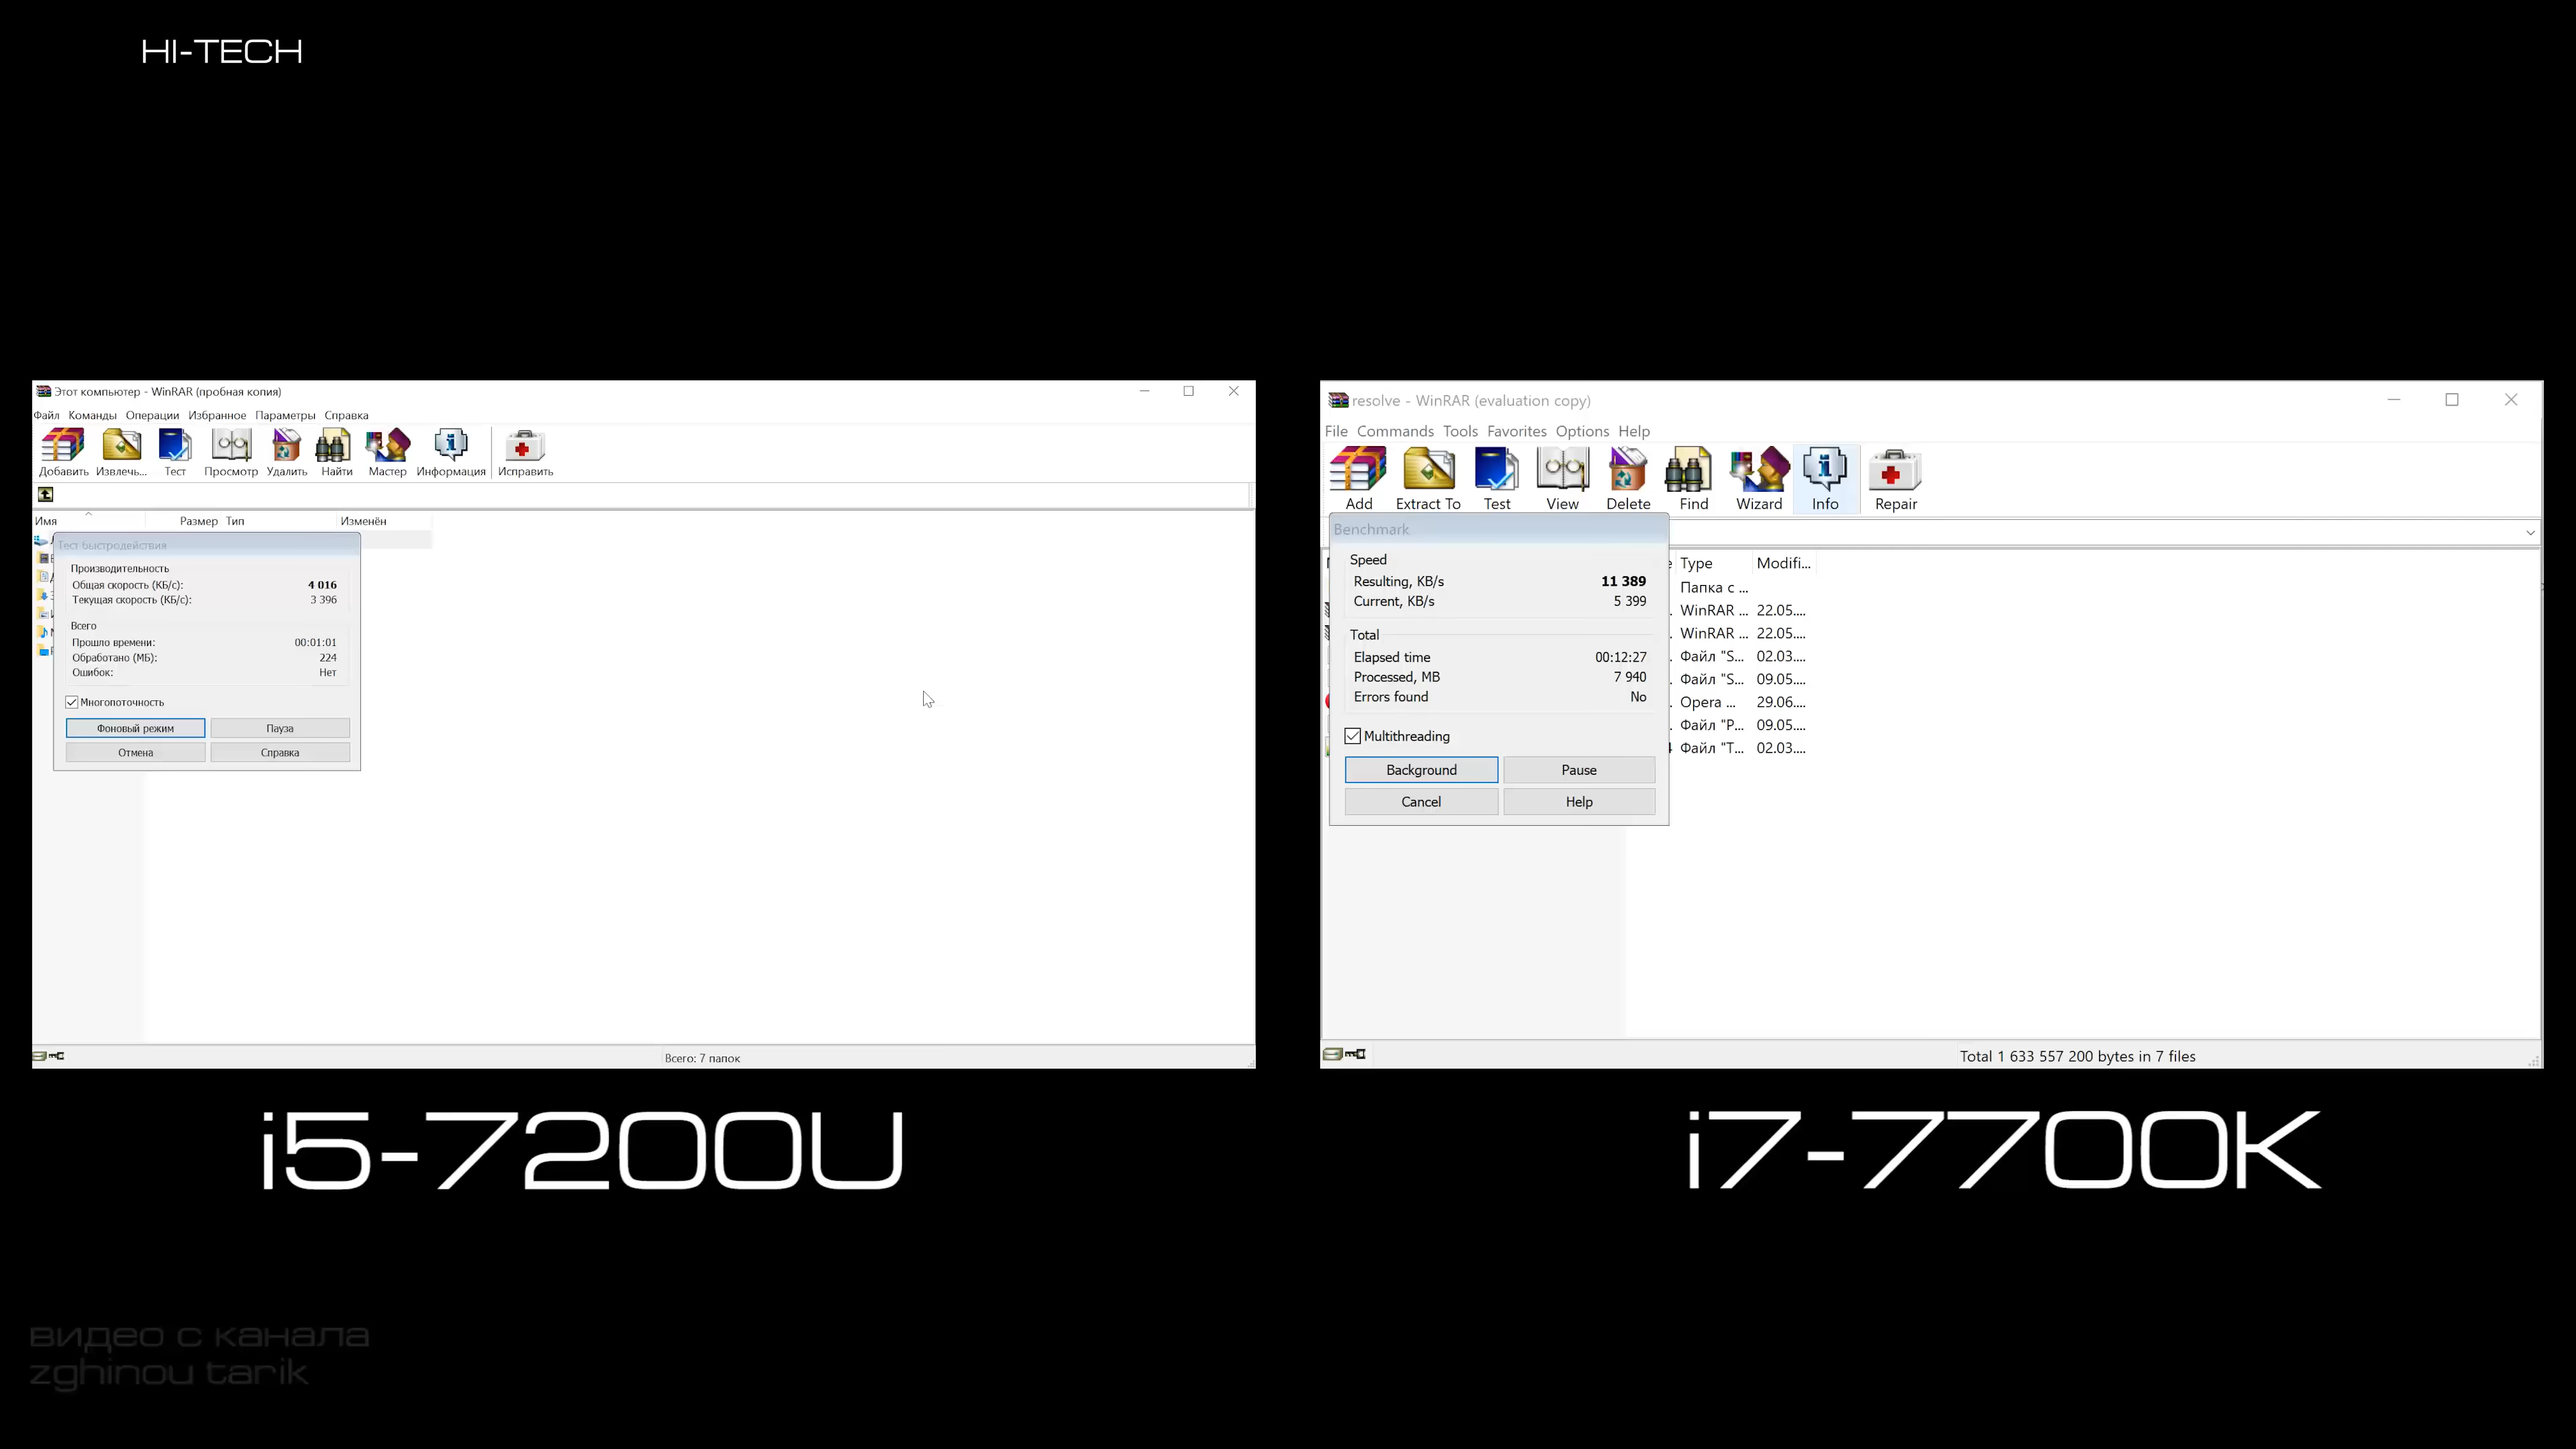 HI-TECH
Этот компьютер - WinRAR (пробная копия)
Файл Команды Операции Избранное Параметры Справка
Добавить Извлечь... Тест Просмотр Удалить Найти Мастер Информация Исправить
Имя Размер Тип Изменён
Тест быстродействия
Производительность
Общая скорость (КБ/с): 4 016
Текущая скорость (КБ/с): 3 396
Всего
Прошло времени: 00:01:01
Обработано (МБ): 224
Ошибок: Нет
Многопоточность
Фоновый режим Пауза
Отмена Справка
Всего: 7 папок
resolve - WinRAR (evaluation copy)
File Commands Tools Favorites Options Help
Add Extract To Test View Delete Find Wizard Info Repair
Benchmark
Speed
Resulting, KB/s 11 389
Current, KB/s 5 399
Total
Elapsed time 00:12:27
Processed, MB 7 940
Errors found No
Multithreading
Background Pause
Cancel Help
Type Modifi...
Папка с ...
WinRAR ... 22.05....
WinRAR ... 22.05....
Файл "S... 02.03....
Файл "S... 09.05....
Opera ... 29.06....
Файл "P... 09.05....
Файл "T... 02.03....
Total 1 633 557 200 bytes in 7 files
i5-7200U
i7-7700K
видео с канала
zghinou tarik